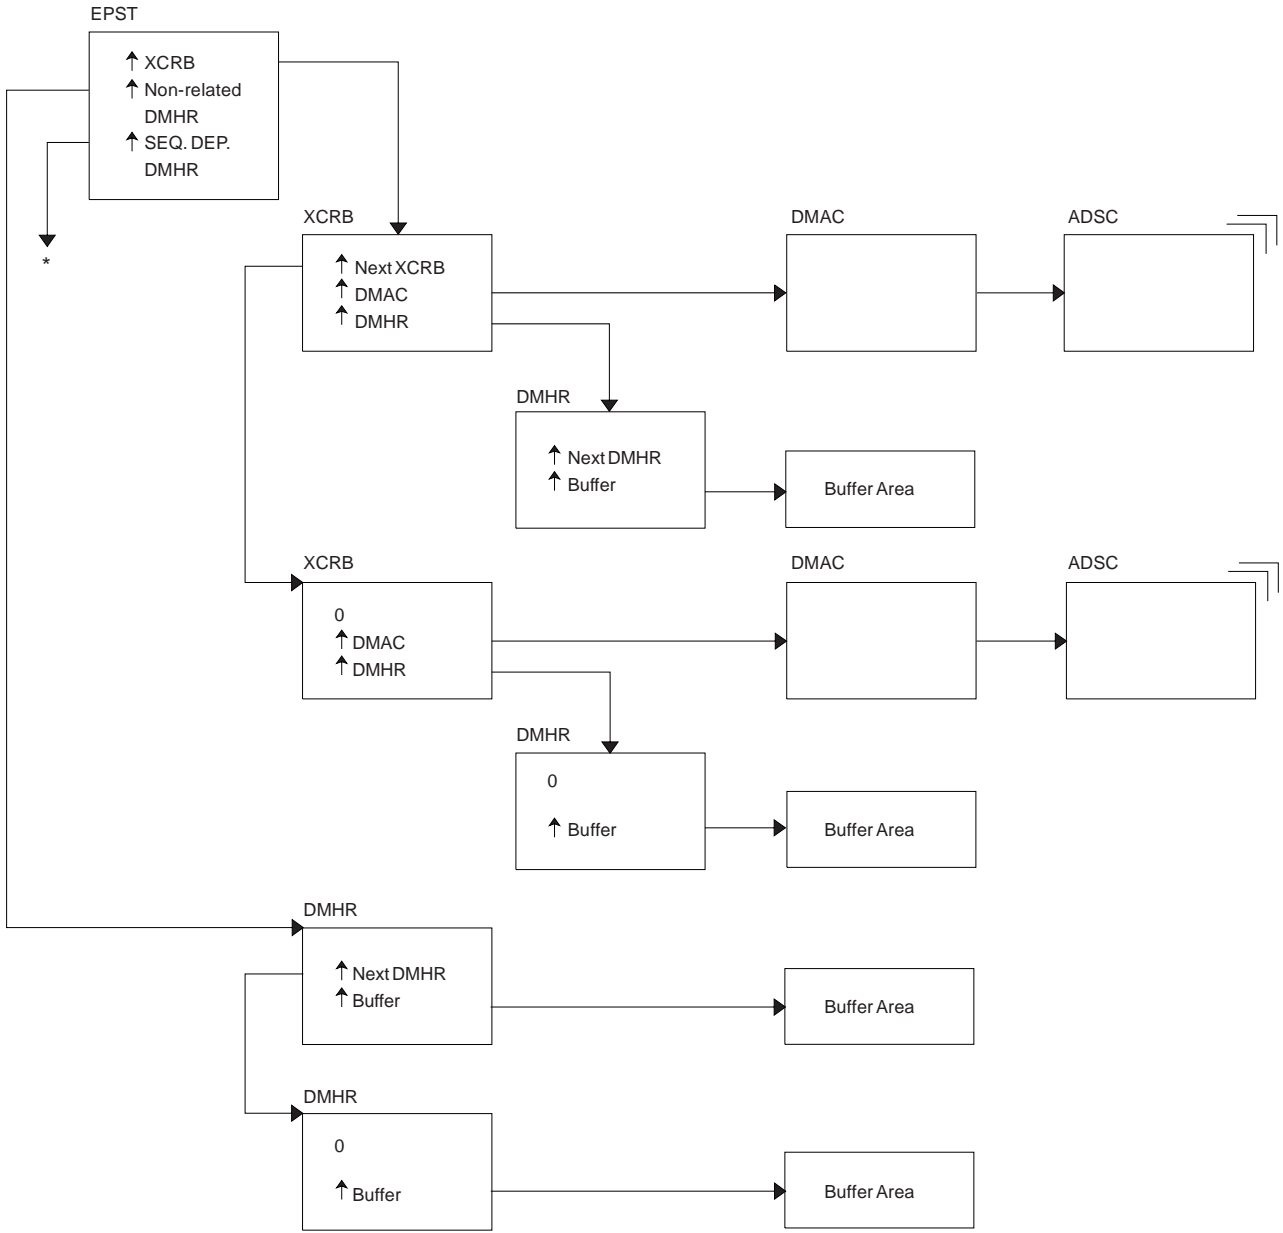 EPST
XCRB
Non-related
DMHR
SEQ. DEP.
DMHR
*
XCRB
Next XCRB
DMAC
DMHR
DMAC
ADSC
DMHR
Next DMHR
Buffer
Buffer Area
XCRB
0
DMAC
DMHR
DMAC
ADSC
DMHR
0
Buffer
Buffer Area
DMHR
Next DMHR
Buffer
Buffer Area
DMHR
0
Buffer
Buffer Area